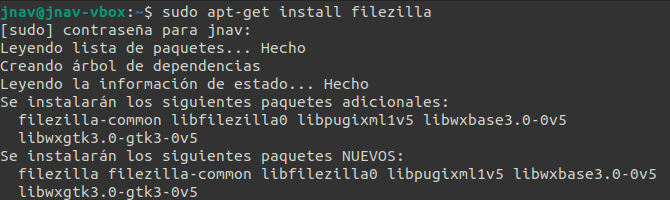 jnav@jnav-vbox:~$ sudo apt-get install filezilla
[sudo] contraseña para jnav:
Leyendo lista de paquetes... Hecho
Creando árbol de dependencias
Leyendo la información de estado... Hecho
Se instalarán los siguientes paquetes adicionales:
  filezilla-common libfilezilla0 libpugixml1v5 libwxbase3.0-0v5
  libwxgtk3.0-gtk3-0v5
Se instalarán los siguientes paquetes NUEVOS:
  filezilla filezilla-common libfilezilla0 libpugixml1v5 libwxbase3.0-0v5
  libwxgtk3.0-gtk3-0v5